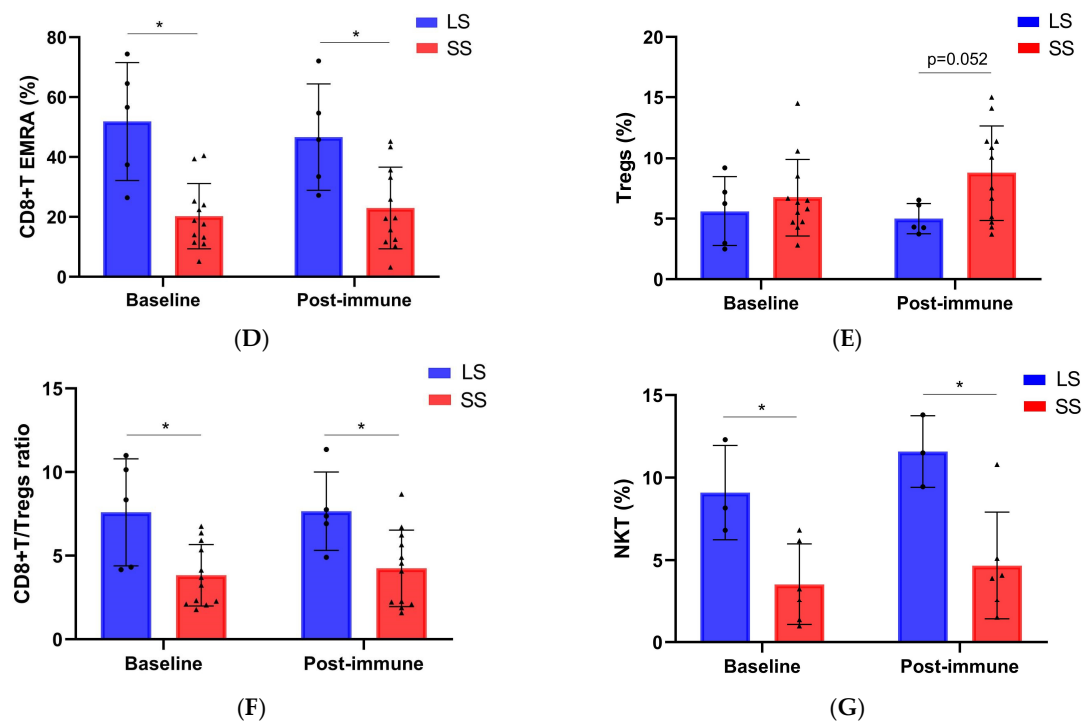 LS
SS
*
*
80
60
40
20
0
CD8+T EMRA (%)
Baseline
Post-immune
(D)
LS
SS
p=0.052
20
15
10
5
0
Tregs (%)
Baseline
Post-immune
(E)
LS
SS
*
*
15
10
5
0
CD8+T/Tregs ratio
Baseline
Post-immune
(F)
LS
SS
*
*
15
10
5
0
NKT (%)
Baseline
Post-immune
(G)